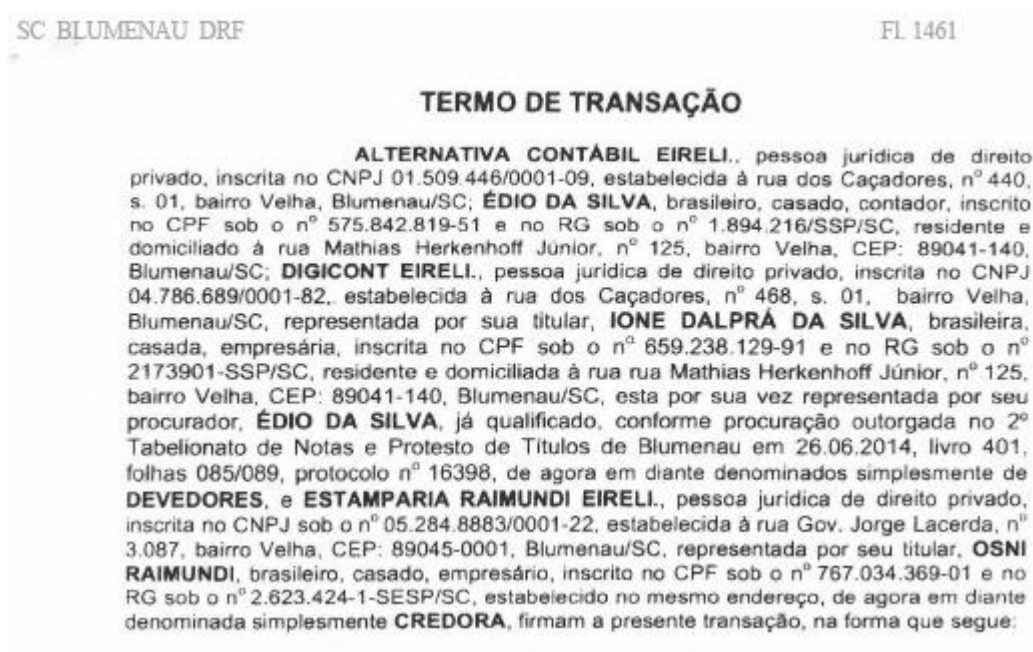 SC BLUMENAU DRF Fl. 1461
TERMO DE TRANSAÇÃO
ALTERNATIVA CONTÁBIL EIRELI., pessoa jurídica de direito
privado, inscrita no CNPJ 01.509.446/0001-09, estabelecida à rua dos Caçadores, nº 440,
s. 01, bairro Velha, Blumenau/SC; ÉDIO DA SILVA, brasileiro, casado, contador, inscrito
no CPF sob o nº 575.842.819-51 e no RG sob o nº 1.894.216/SSP/SC, residente e
domiciliado à rua Mathias Herkenhoff Júnior, nº 125, bairro Velha, CEP: 89041-140,
Blumenau/SC; DIGICONT EIRELI., pessoa jurídica de direito privado, inscrita no CNPJ
04.786.689/0001-82, estabelecida à rua dos Caçadores, nº 468, s. 01, bairro Velha,
Blumenau/SC, representada por sua titular, IONE DALPRÁ DA SILVA, brasileira,
casada, empresária, inscrita no CPF sob o nº 659.238.129-91 e no RG sob o nº
2173901-SSP/SC, residente e domiciliada à rua rua Mathias Herkenhoff Júnior, nº 125,
bairro Velha, CEP: 89041-140, Blumenau/SC, esta por sua vez representada por seu
procurador, ÉDIO DA SILVA, já qualificado, conforme procuração outorgada no 2º
Tabelionato de Notas e Protesto de Títulos de Blumenau em 26.06.2014, livro 401,
folhas 085/089, protocolo nº 16398, de agora em diante denominados simplesmente de
DEVEDORES, e ESTAMPARIA RAIMUNDI EIRELI., pessoa jurídica de direito privado,
inscrita no CNPJ sob o nº 05.284.8883/0001-22, estabelecida à rua Gov. Jorge Lacerda, nº
3.087, bairro Velha, CEP: 89045-0001, Blumenau/SC, representada por seu titular, OSNI
RAIMUNDI, brasileiro, casado, empresário, inscrito no CPF sob o nº 767.034.369-01 e no
RG sob o nº 2.623.424-1-SESP/SC, estabelecido no mesmo endereço, de agora em diante
denominada simplesmente CREDORA, firmam a presente transação, na forma que segue: